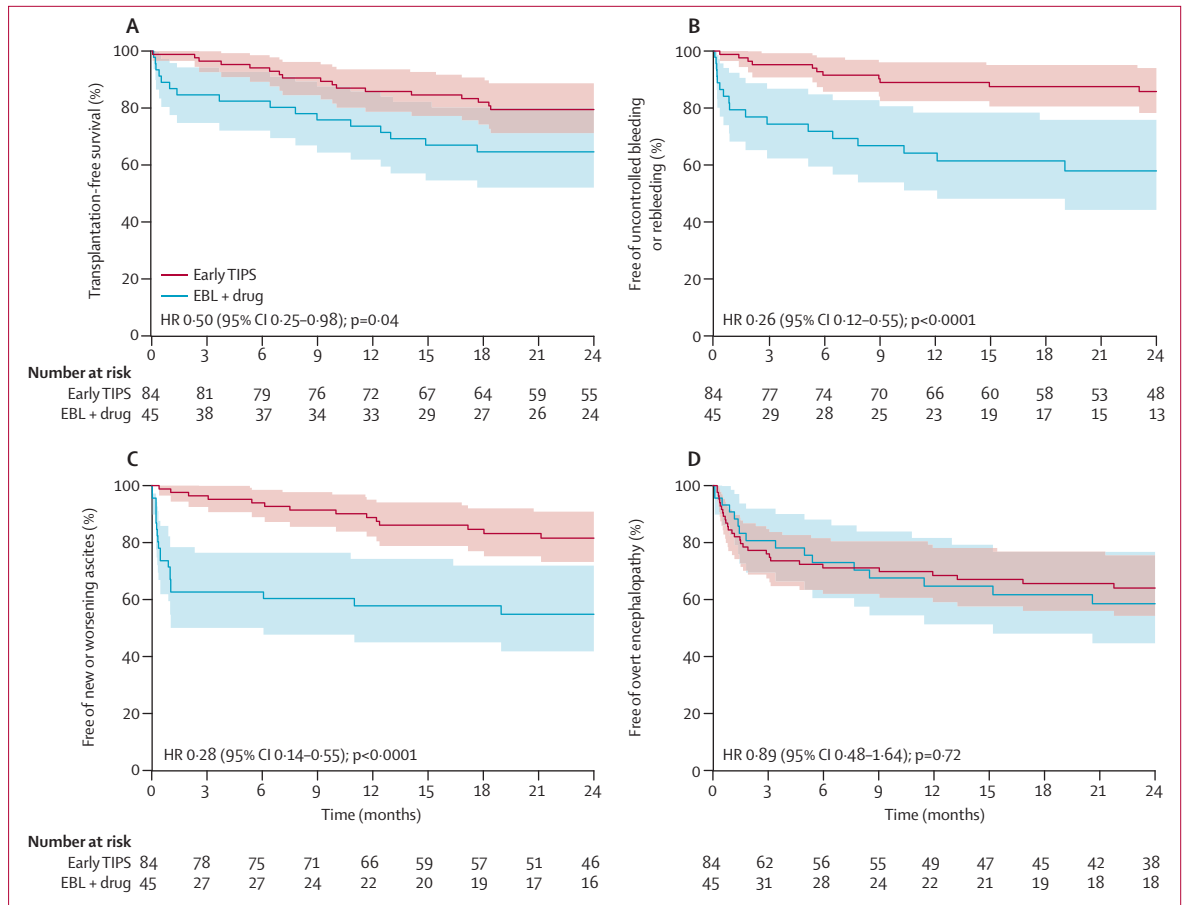 A
Transplantation-free survival (%)
100
80
60
40
20
0
Early TIPS
EBL + drug
HR 0·50 (95% CI 0·25–0·98); p=0·04
0 3 6 9 12 15 18 21 24
Number at risk
Early TIPS 84 81 79 76 72 67 64 59 55
EBL + drug 45 38 37 34 33 29 27 26 24
B
Free of uncontrolled bleeding
or rebleeding (%)
100
80
60
40
20
0
HR 0·26 (95% CI 0·12–0·55); p<0·0001
0 3 6 9 12 15 18 21 24
84 77 74 70 66 60 58 53 48
45 29 28 25 23 19 17 15 13
C
Free of new or worsening ascites (%)
100
80
60
40
20
0
HR 0·28 (95% CI 0·14–0·55); p<0·0001
0 3 6 9 12 15 18 21 24
Time (months)
Number at risk
Early TIPS 84 78 75 71 66 59 57 51 46
EBL + drug 45 27 27 24 22 20 19 17 16
D
Free of overt encephalopathy (%)
100
80
60
40
20
0
HR 0·89 (95% CI 0·48–1·64); p=0·72
0 3 6 9 12 15 18 21 24
Time (months)
84 62 56 55 49 47 45 42 38
45 31 28 24 22 21 19 18 18